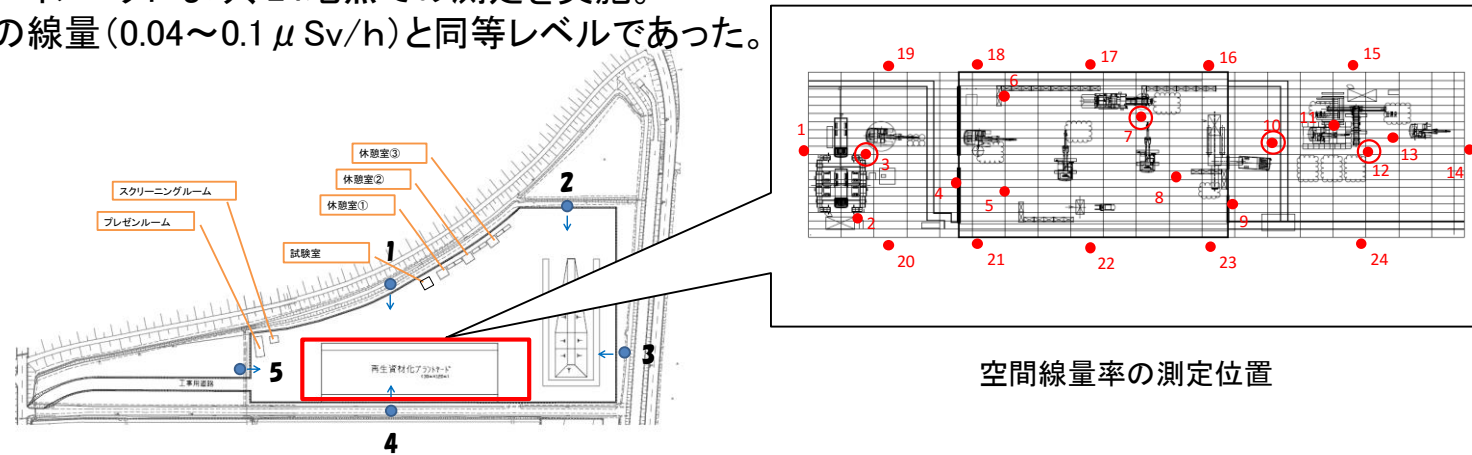 の線量(0.04～0.1μSv/h)と同等レベルであった。
19
18
17
16
15
6
7
10
11
1
3
13
12
14
4
5
8
9
2
20
21
22
23
24
空間線量率の測定位置
休憩室③
休憩室②
休憩室①
スクリーニングルーム
プレゼンルーム
試験室
1
2
3
再生資材化プラントヤード
5
工事用道路
4